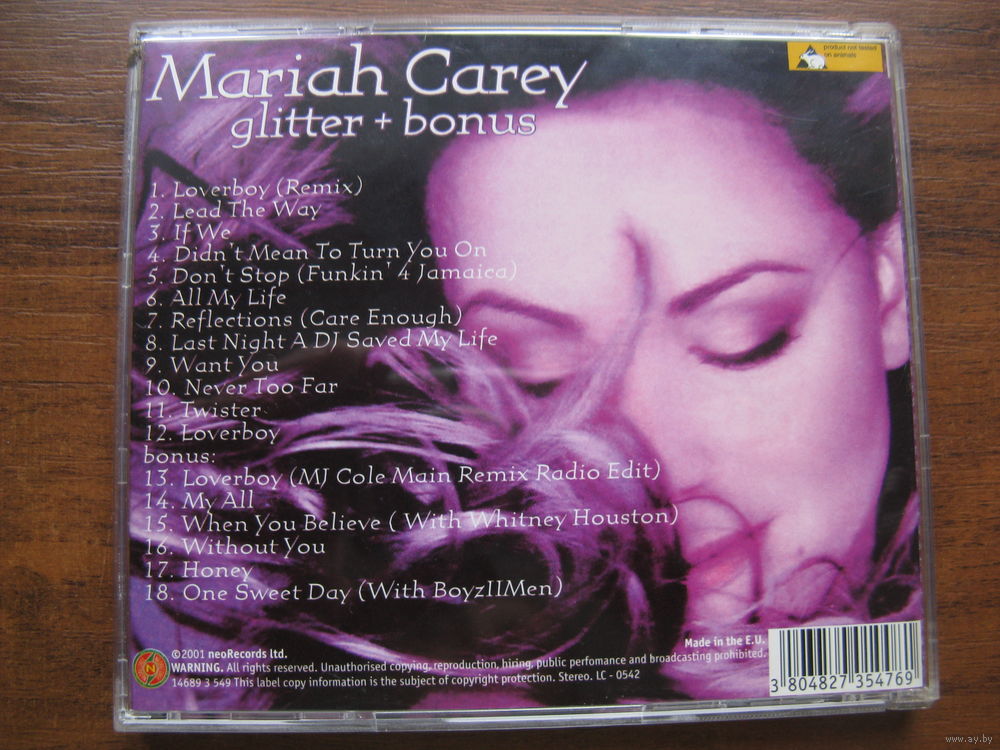 Mariah Carey
glitter + bonus
product not tested
on animals
1. Loverboy (Remix)
2. Lead The Way
3. If We
4. Didn't Mean To Turn You On
5. Don't Stop (Funkin' 4 Jamaica)
6. All My Life
7. Reflections (Care Enough)
8. Last Night A DJ Saved My Life
9. Want You
10. Never Too Far
11. Twister
12. Loverboy
bonus:
13. Loverboy (MJ Cole Main Remix Radio Edit)
14. My All
15. When You Believe ( With Whitney Houston)
16. Without You
17. Honey
18. One Sweet Day (With BoyzIIMen)
Made in the E.U.
©2001 neoRecords ltd.
WARNING. All rights reserved. Unauthorised copying, reproduction, hiring, public perfomance and broadcasting prohibited.
14689 3 549 This label copy information is the subject of copyright protection. Stereo. LC - 0542
N
3 804827 354769
www.ay.by